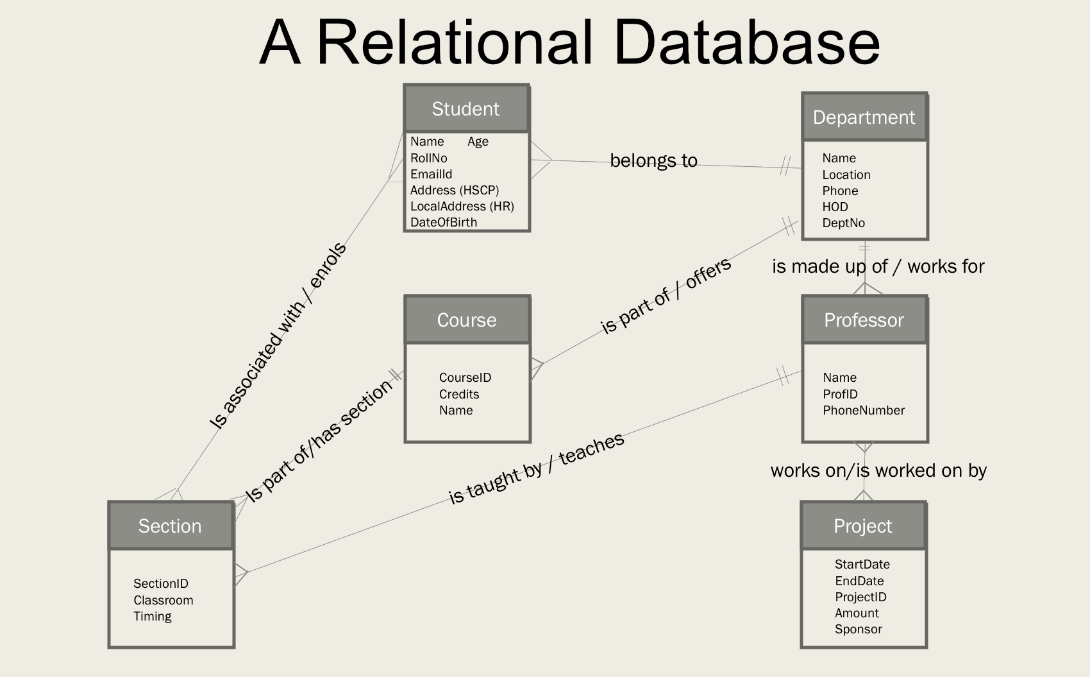 A Relational Database
Student
Name Age
RollNo
EmailId
Address (HSCP)
LocalAddress (HR)
DateOfBirth
belongs to
Department
Name
Location
Phone
HOD
DeptNo
Is associated with / enrols
is part of / offers
is made up of / works for
Course
CourseID
Credits
Name
Professor
Name
ProfID
PhoneNumber
Is part of/has section
is taught by / teaches
works on/is worked on by
Section
SectionID
Classroom
Timing
Project
StartDate
EndDate
ProjectID
Amount
Sponsor